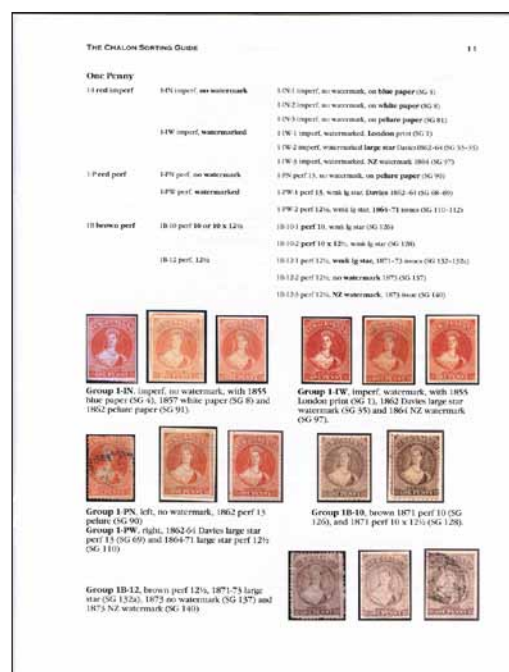 THE CHALON SORTING GUIDE 11
One Penny
1-I red imperf 1-IN imperf, no watermark 1-IN-1 imperf, no watermark, on blue paper (SG 4)
1-IN-2 imperf, no watermark, on white paper (SG 8)
1-IN-3 imperf, no watermark, on pelure paper (SG 91)
1-IW imperf, watermarked 1-IW-1 imperf, watermarked, London print (SG 1)
1-IW-2 imperf, watermarked large star Davies 1862-64 (SG 33-35)
1-IW-3 imperf, watermarked, NZ watermark 1864 (SG 97)
1-P red perf 1-PN perf, no watermark 1-PN perf 13, no watermark, on pelure paper (SG 90)
1-PW perf, watermarked 1-PW-1 perf 13, wmk lg star, Davies 1862-64 (SG 68-69)
1-PW-2 perf 12½, wmk lg star, 1864-71 issues (SG 110-112)
1B brown perf 1B-10 perf 10 or 10 x 12½ 1B-10-1 perf 10, wmk lg star (SG 126)
1B-10-2 perf 10 x 12½, wmk lg star (SG 128)
1B-12 perf, 12½ 1B-12-1 perf 12½, wmk lg star, 1871-73 issues (SG 132-132a)
1B-12-2 perf 12½, no watermark 1873 (SG 137)
1B-12-3 perf 12½, NZ watermark, 1873 issue (SG 140)
Group 1-IN, imperf, no watermark, with 1855
blue paper (SG 4), 1857 white paper (SG 8) and
1862 pelure paper (SG 91).
Group 1-IW, imperf, watermark, with 1855
London print (SG 1), 1862 Davies large star
watermark (SG 35) and 1864 NZ watermark
(SG 97).
Group 1-PN, left, no watermark, 1862 perf 13
pelure (SG 90)
Group 1-PW, right, 1862-64 Davies large star
perf 13 (SG 69) and 1864-71 large star perf 12½
(SG 110)
Group 1B-10, brown 1871 perf 10 (SG
126), and 1871 perf 10 x 12½ (SG 128).
Group 1B-12, brown perf 12½, 1871-73 large
star (SG 132a), 1873 no watermark (SG 137) and
1873 NZ watermark (SG 140)